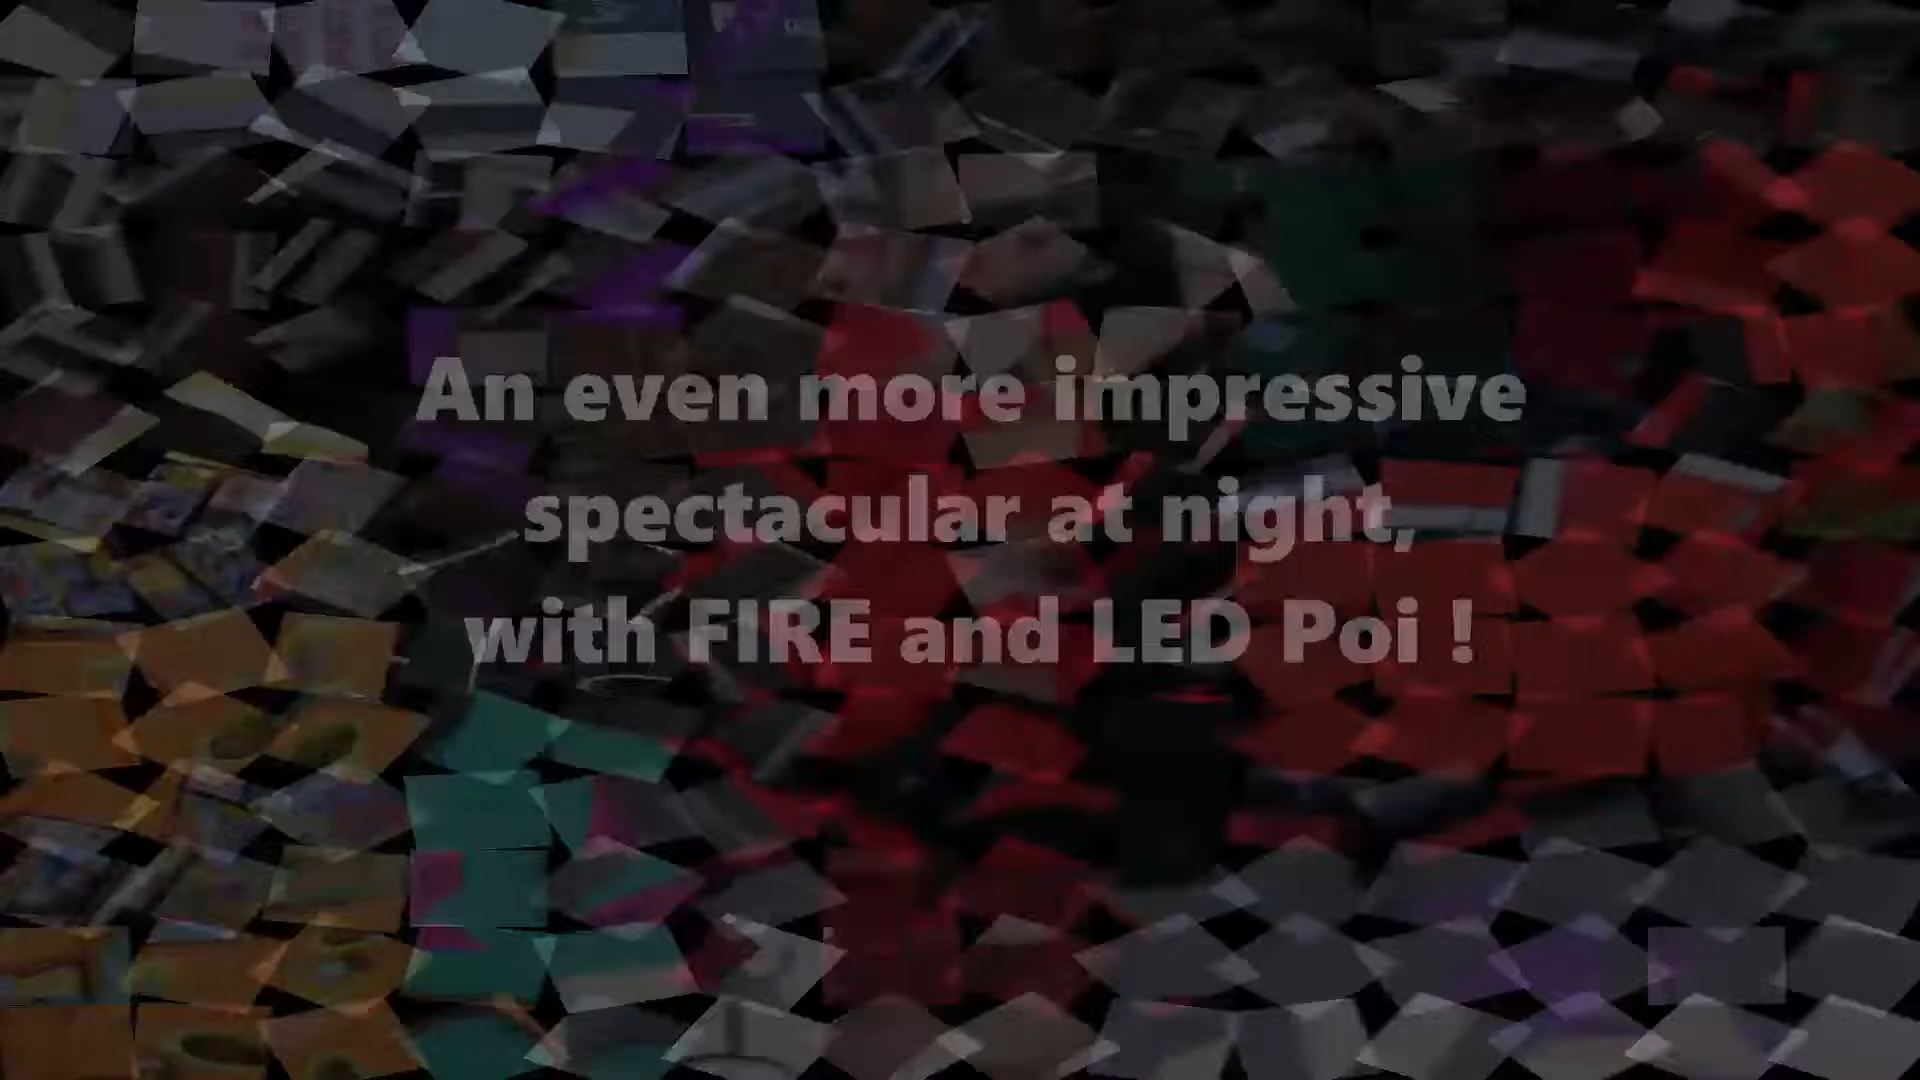 An even more impressive
spectacular at night,
with FIRE and LED Poi !